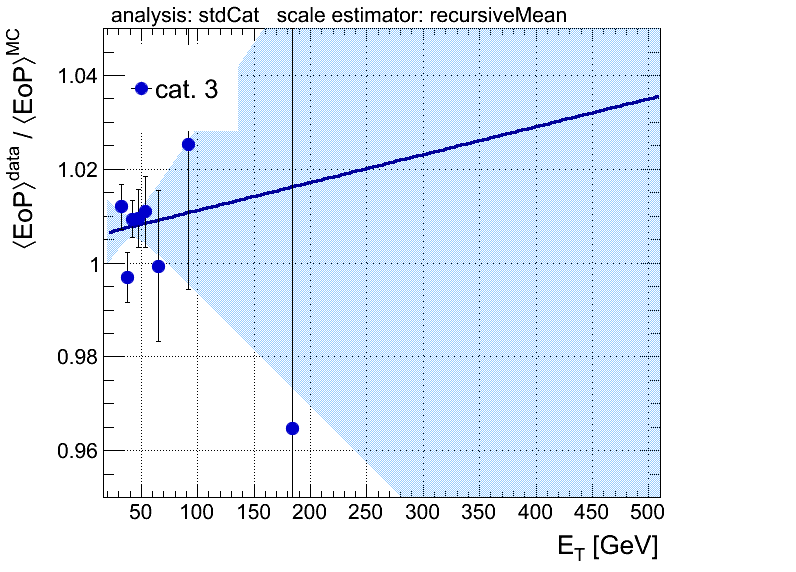 analysis: stdCat   scale estimator: recursiveMean
⟨EoP⟩^data / ⟨EoP⟩^MC
cat. 3
1.04
1.02
1
0.98
0.96
50 100 150 200 250 300 350 400 450 500
E_T [GeV]